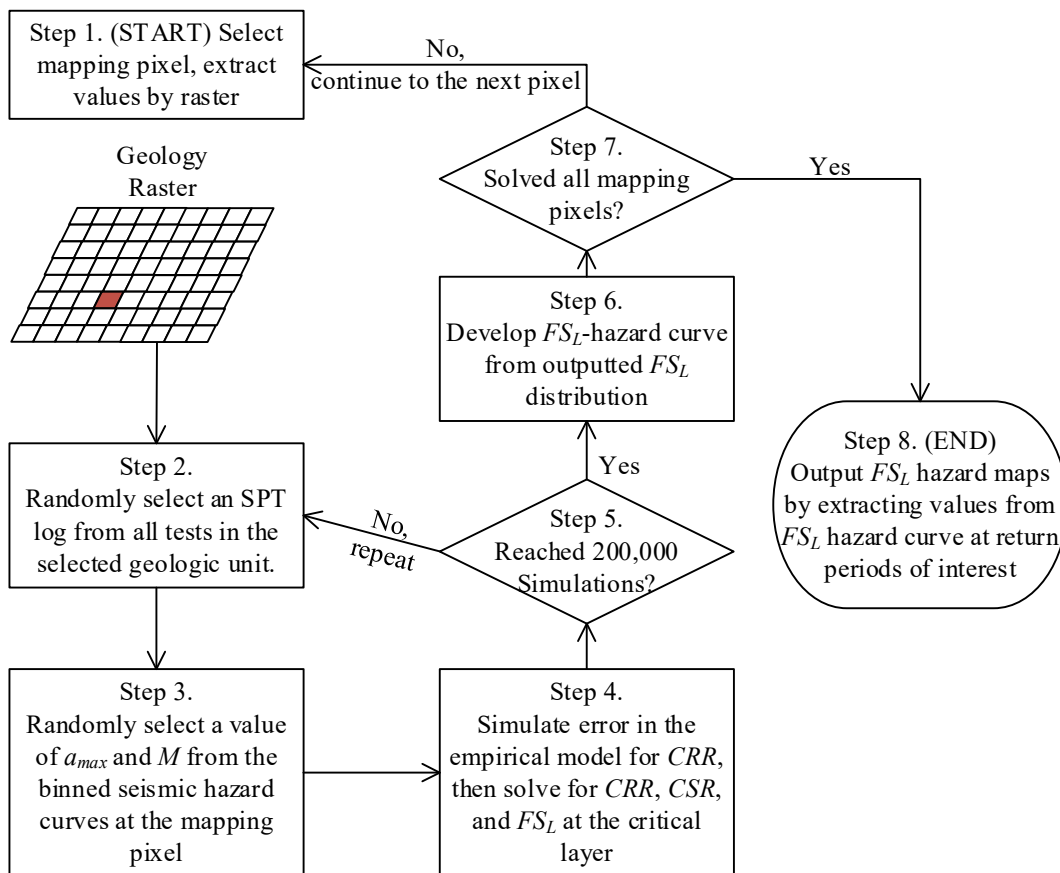 Step 1. (START) Select
mapping pixel, extract
values by raster
Geology
Raster
Step 2.
Randomly select an SPT
log from all tests in the
selected geologic unit.
Step 3.
Randomly select a value
of amax and M from the
binned seismic hazard
curves at the mapping
pixel
Step 4.
Simulate error in the
empirical model for CRR,
then solve for CRR, CSR,
and FSL at the critical
layer
Step 5.
Reached 200,000
Simulations?
No,
repeat
Yes
Step 6.
Develop FSL-hazard curve
from outputted FSL
distribution
Step 7.
Solved all mapping
pixels?
No,
continue to the next pixel
Yes
Step 8. (END)
Output FSL hazard maps
by extracting values from
FSL hazard curve at return
periods of interest